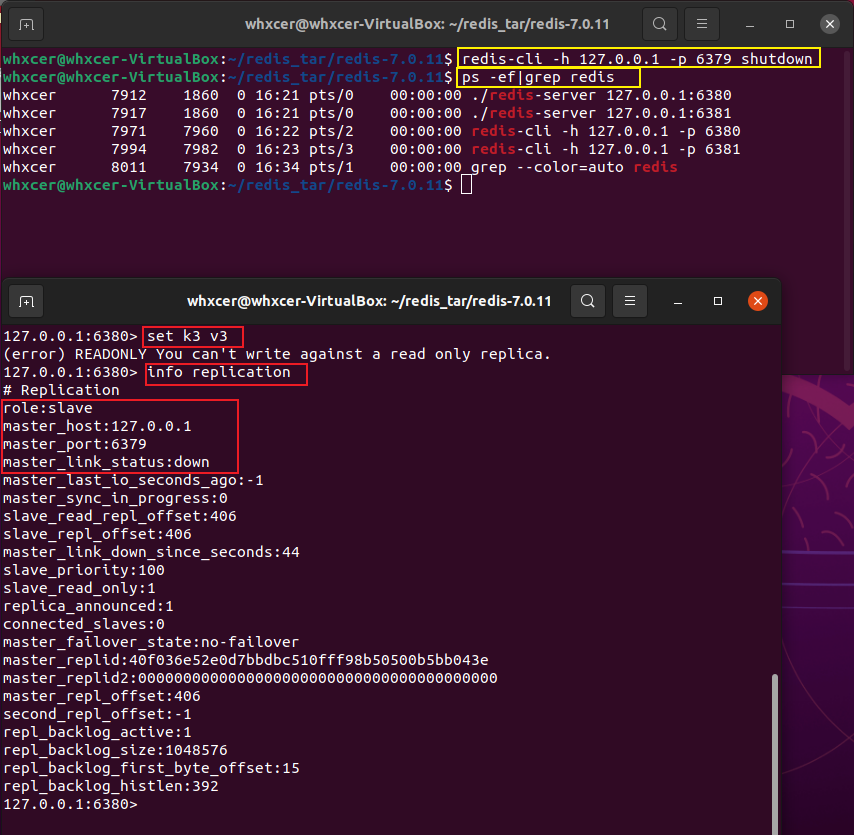 whxcer@whxcer-VirtualBox: ~/redis_tar/redis-7.0.11
whxcer@whxcer-VirtualBox:~/redis_tar/redis-7.0.11$ redis-cli -h 127.0.0.1 -p 6379 shutdown
whxcer@whxcer-VirtualBox:~/redis_tar/redis-7.0.11$ ps -ef|grep redis
whxcer 7912 1860 0 16:21 pts/0 00:00:00 ./redis-server 127.0.0.1:6380
whxcer 7917 1860 0 16:21 pts/0 00:00:00 ./redis-server 127.0.0.1:6381
whxcer 7971 7960 0 16:22 pts/2 00:00:00 redis-cli -h 127.0.0.1 -p 6380
whxcer 7994 7982 0 16:23 pts/3 00:00:00 redis-cli -h 127.0.0.1 -p 6381
whxcer 8011 7934 0 16:34 pts/1 00:00:00 grep --color=auto redis
whxcer@whxcer-VirtualBox:~/redis_tar/redis-7.0.11$
whxcer@whxcer-VirtualBox: ~/redis_tar/redis-7.0.11
127.0.0.1:6380> set k3 v3
(error) READONLY You can't write against a read only replica.
127.0.0.1:6380> info replication
# Replication
role:slave
master_host:127.0.0.1
master_port:6379
master_link_status:down
master_last_io_seconds_ago:-1
master_sync_in_progress:0
slave_read_repl_offset:406
slave_repl_offset:406
master_link_down_since_seconds:44
slave_priority:100
slave_read_only:1
replica_announced:1
connected_slaves:0
master_failover_state:no-failover
master_replid:40f036e52e0d7bbdbc510fff98b50500b5bb043e
master_replid2:0000000000000000000000000000000000000000
master_repl_offset:406
second_repl_offset:-1
repl_backlog_active:1
repl_backlog_size:1048576
repl_backlog_first_byte_offset:15
repl_backlog_histlen:392
127.0.0.1:6380>